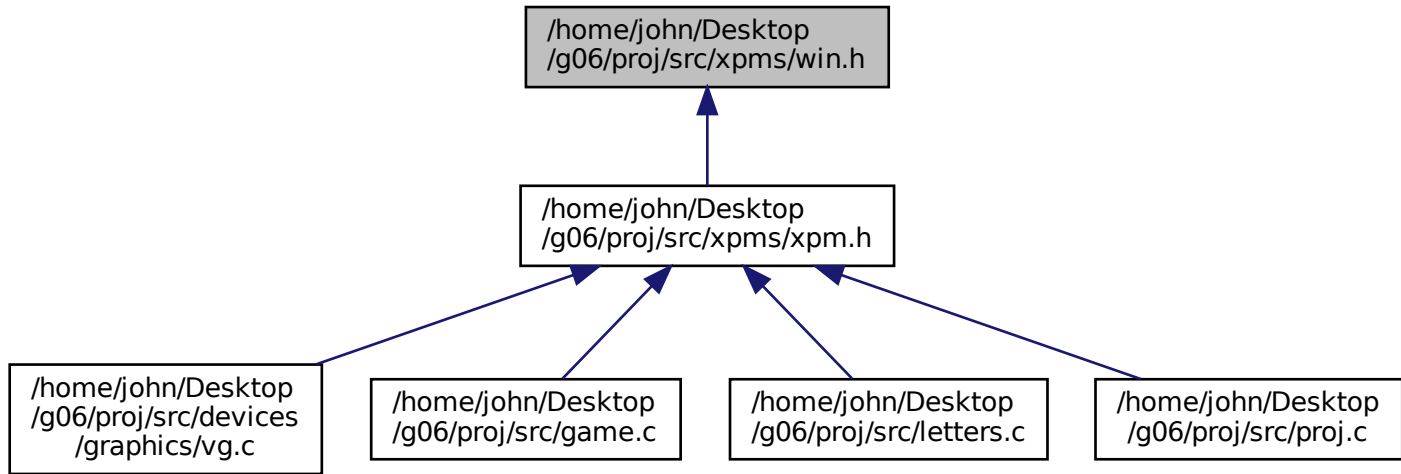 /home/john/Desktop
/g06/proj/src/xpms/win.h
/home/john/Desktop
/g06/proj/src/xpms/xpm.h
/home/john/Desktop
/g06/proj/src/devices
/graphics/vg.c
/home/john/Desktop
/g06/proj/src/game.c
/home/john/Desktop
/g06/proj/src/letters.c
/home/john/Desktop
/g06/proj/src/proj.c